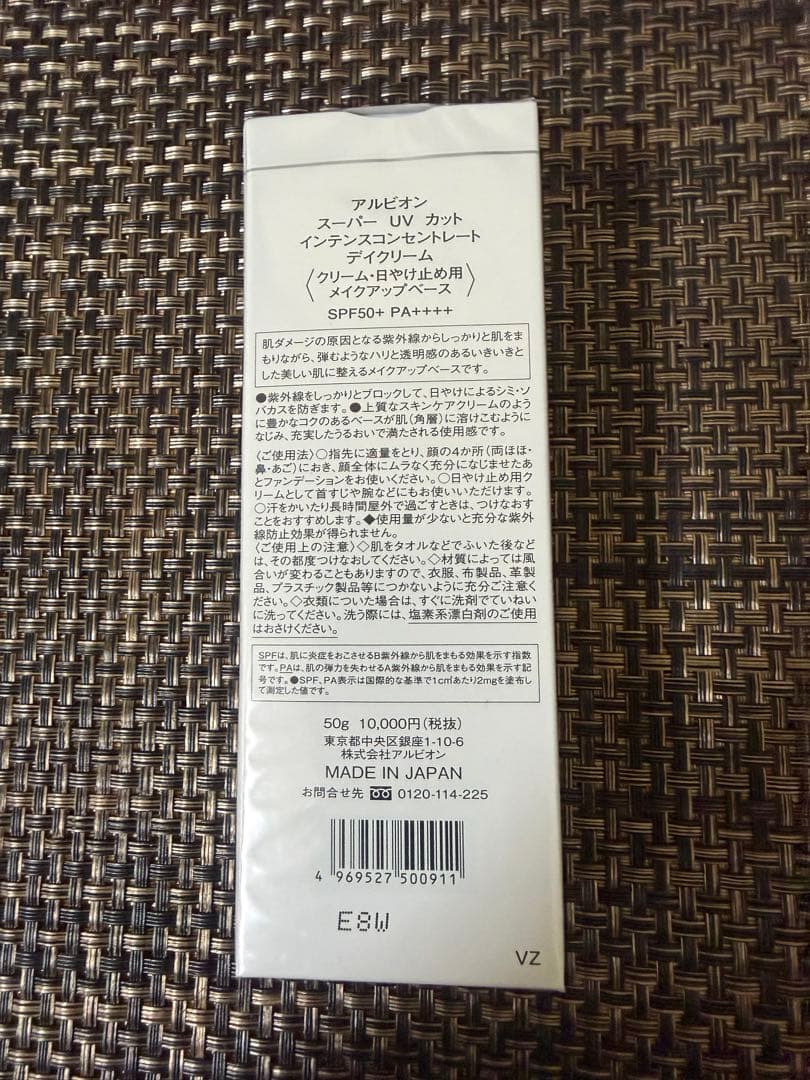 アルビオン
スーパー UV カット
インテンスコンセントレート
デイクリーム
〈クリーム・日やけ止め用
メイクアップベース〉
SPF50+ PA++++
肌ダメージの原因となる紫外線からしっかりと肌をま
もりながら、弾むようなハリと透明感のあるいきいきと
した美しい肌に整えるメイクアップベースです。
●紫外線をしっかりとブロックして、日やけによるシミ・ソ
バカスを防ぎます。●上質なスキンケアクリームのよう
に豊かなコクのあるベースが肌(角層)に溶けこむように
なじみ、充実したうるおいで満たされる使用感です。
〈ご使用法〉○指先に適量をとり、顔の4か所(両ほほ・
鼻・あご)におき、顔全体にムラなく充分になじませたあ
とファンデーションをお使いください。○日やけ止め用ク
リームとして首すじや腕などにもお使いいただけます。
○汗をかいたり長時間屋外で過ごすときは、つけなおす
ことをおすすめします。◆使用量が少ないと充分な紫外
線防止効果が得られません。
〈ご使用上の注意〉◇肌をタオルなどでふいた後など
は、その都度つけなおしてください。◇材質によっては風
合いが変わることもありますので、衣服、布製品、革製
品、プラスチック製品等につかないように充分ご注意く
ださい。◇衣類についた場合は、すぐに洗剤でていねい
に洗ってください。洗う際には、塩素系漂白剤のご使用
はおさけください。
SPFは、肌に炎症をおこさせるB紫外線から肌をまもる効果を示す指数
です。PAは、肌の弾力を失わせるA紫外線から肌をまもる効果を示す記
号です。●SPF、PA表示は国際的な基準で1c㎡あたり2mgを塗布し
て測定した値です。
50g 10,000円(税抜)
東京都中央区銀座1-10-6
株式会社アルビオン
MADE IN JAPAN
お問合せ先 0120-114-225
4 969527 500911
E8W
VZ